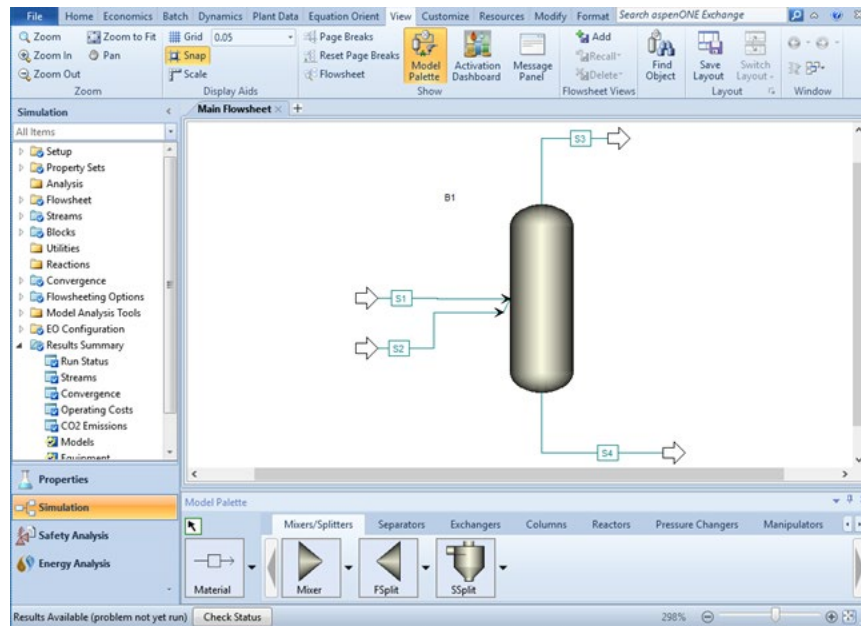 File Home Economics Batch Dynamics Plant Data Equation Orient View Customize Resources Modify Format Search aspenONE Exchange
Zoom Zoom to Fit Grid 0.05 Page Breaks Add
Zoom In Pan Snap Reset Page Breaks Model Palette Activation Dashboard Message Panel Recall Find Object Save Layout Switch Layout
Zoom Out Scale Flowsheet Delete
Zoom Display Aids Show Flowsheet Views Layout Window
Simulation
Main Flowsheet
All Items
Setup
Property Sets
Analysis
Flowsheet
Streams
Blocks
Utilities
Reactions
Convergence
Flowsheeting Options
Model Analysis Tools
EO Configuration
Results Summary
Run Status
Streams
Convergence
Operating Costs
CO2 Emissions
Models
Equipment
Properties
Simulation
Safety Analysis
Energy Analysis
S3
B1
S1
S2
S4
Model Palette
Mixers/Splitters Separators Exchangers Columns Reactors Pressure Changers Manipulators
Material Mixer FSplit SSplit
Results Available (problem not yet run) Check Status 298%